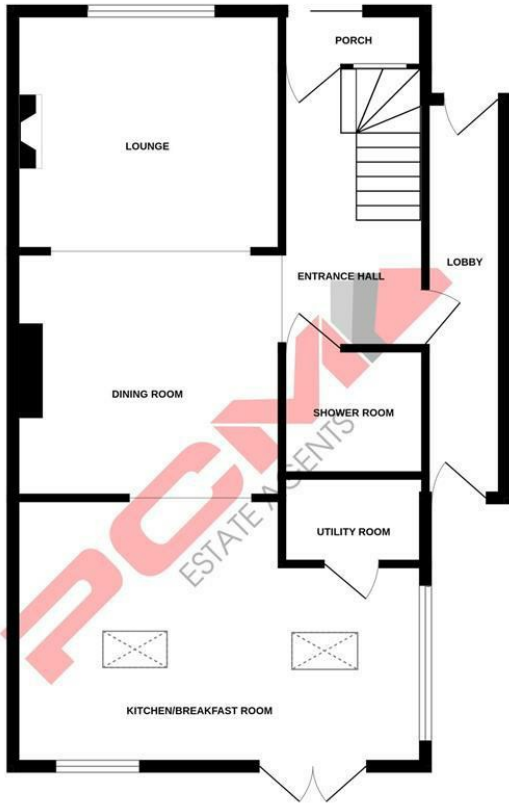 PORCH
LOUNGE
LOBBY
ENTRANCE HALL
DINING ROOM
SHOWER ROOM
PCM
ESTATE AGENTS
UTILITY ROOM
KITCHEN/BREAKFAST ROOM